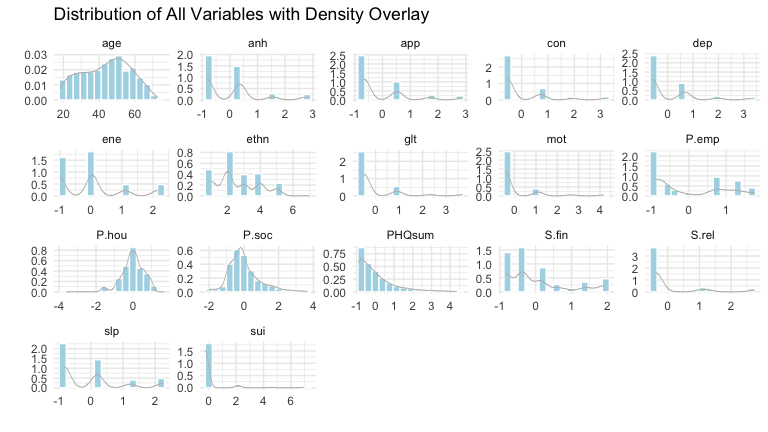 Distribution of All Variables with Density Overlay
age anh app con dep
0.03 0.02 0.01 0.00 2.0 1.5 1.0 0.5 0.0 2.5 2.0 1.5 1.0 0.5 0.0 2 1 0 2.5 2.0 1.5 1.0 0.5 0.0
20 40 60 -1 0 1 2 3 -1 0 1 2 3 0 1 2 3 0 1 2 3
ene ethn glt mot P.emp
1.5 1.0 0.5 0.0 0.8 0.6 0.4 0.2 0.0 2 1 0 2.5 2.0 1.5 1.0 0.5 0.0 2.0 1.5 1.0 0.5 0.0
-1 0 1 2 2 4 6 0 1 2 3 0 1 2 3 4 -1 0 1
P.hou P.soc PHQsum S.fin S.rel
0.8 0.6 0.4 0.2 0.0 0.6 0.4 0.2 0.0 0.75 0.50 0.25 0.00 1.5 1.0 0.5 0.0 3 2 1 0
-4 -2 0 -2 0 2 4 -1 0 1 2 3 4 -1 0 1 2 0 1 2
slp sui
2.0 1.5 1.0 0.5 0.0 1.5 1.0 0.5 0.0
-1 0 1 2 0 2 4 6